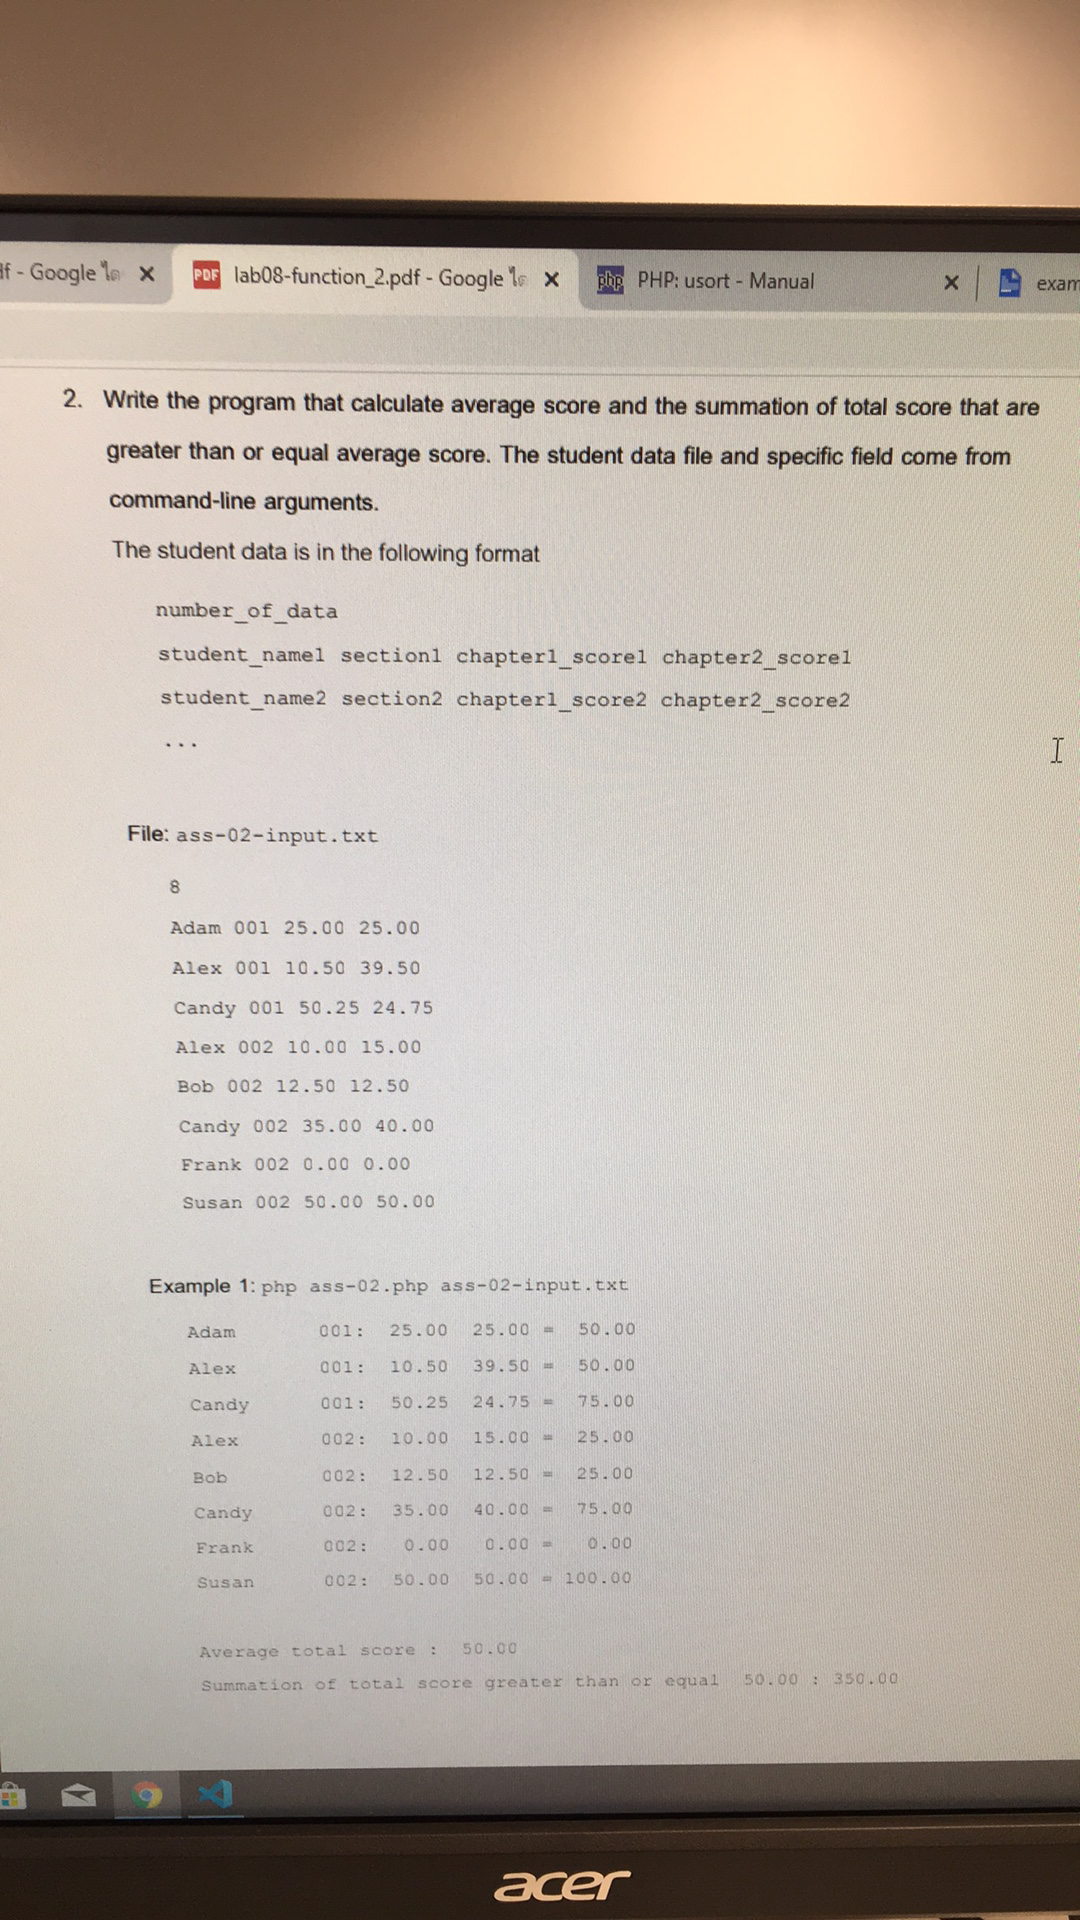 df - Google
PDF lab08-function_2.pdf - Google
php PHP: usort - Manual
exam
2. Write the program that calculate average score and the summation of total score that are
greater than or equal average score. The student data file and specific field come from
command-line arguments.
The student data is in the following format
number_of_data
student_name1 section1 chapter1_score1 chapter2_score1
student_name2 section2 chapter1_score2 chapter2_score2
...
File: ass-02-input.txt
8
Adam 001 25.00 25.00
Alex 001 10.50 39.50
Candy 001 50.25 24.75
Alex 002 10.00 15.00
Bob 002 12.50 12.50
Candy 002 35.00 40.00
Frank 002 0.00 0.00
Susan 002 50.00 50.00
Example 1: php ass-02.php ass-02-input.txt
Adam 001: 25.00 25.00 = 50.00
Alex 001: 10.50 39.50 = 50.00
Candy 001: 50.25 24.75 = 75.00
Alex 002: 10.00 15.00 = 25.00
Bob 002: 12.50 12.50 = 25.00
Candy 002: 35.00 40.00 = 75.00
Frank 002: 0.00 0.00 = 0.00
Susan 002: 50.00 50.00 = 100.00
Average total score : 50.00
Summation of total score greater than or equal 50.00 : 350.00
acer